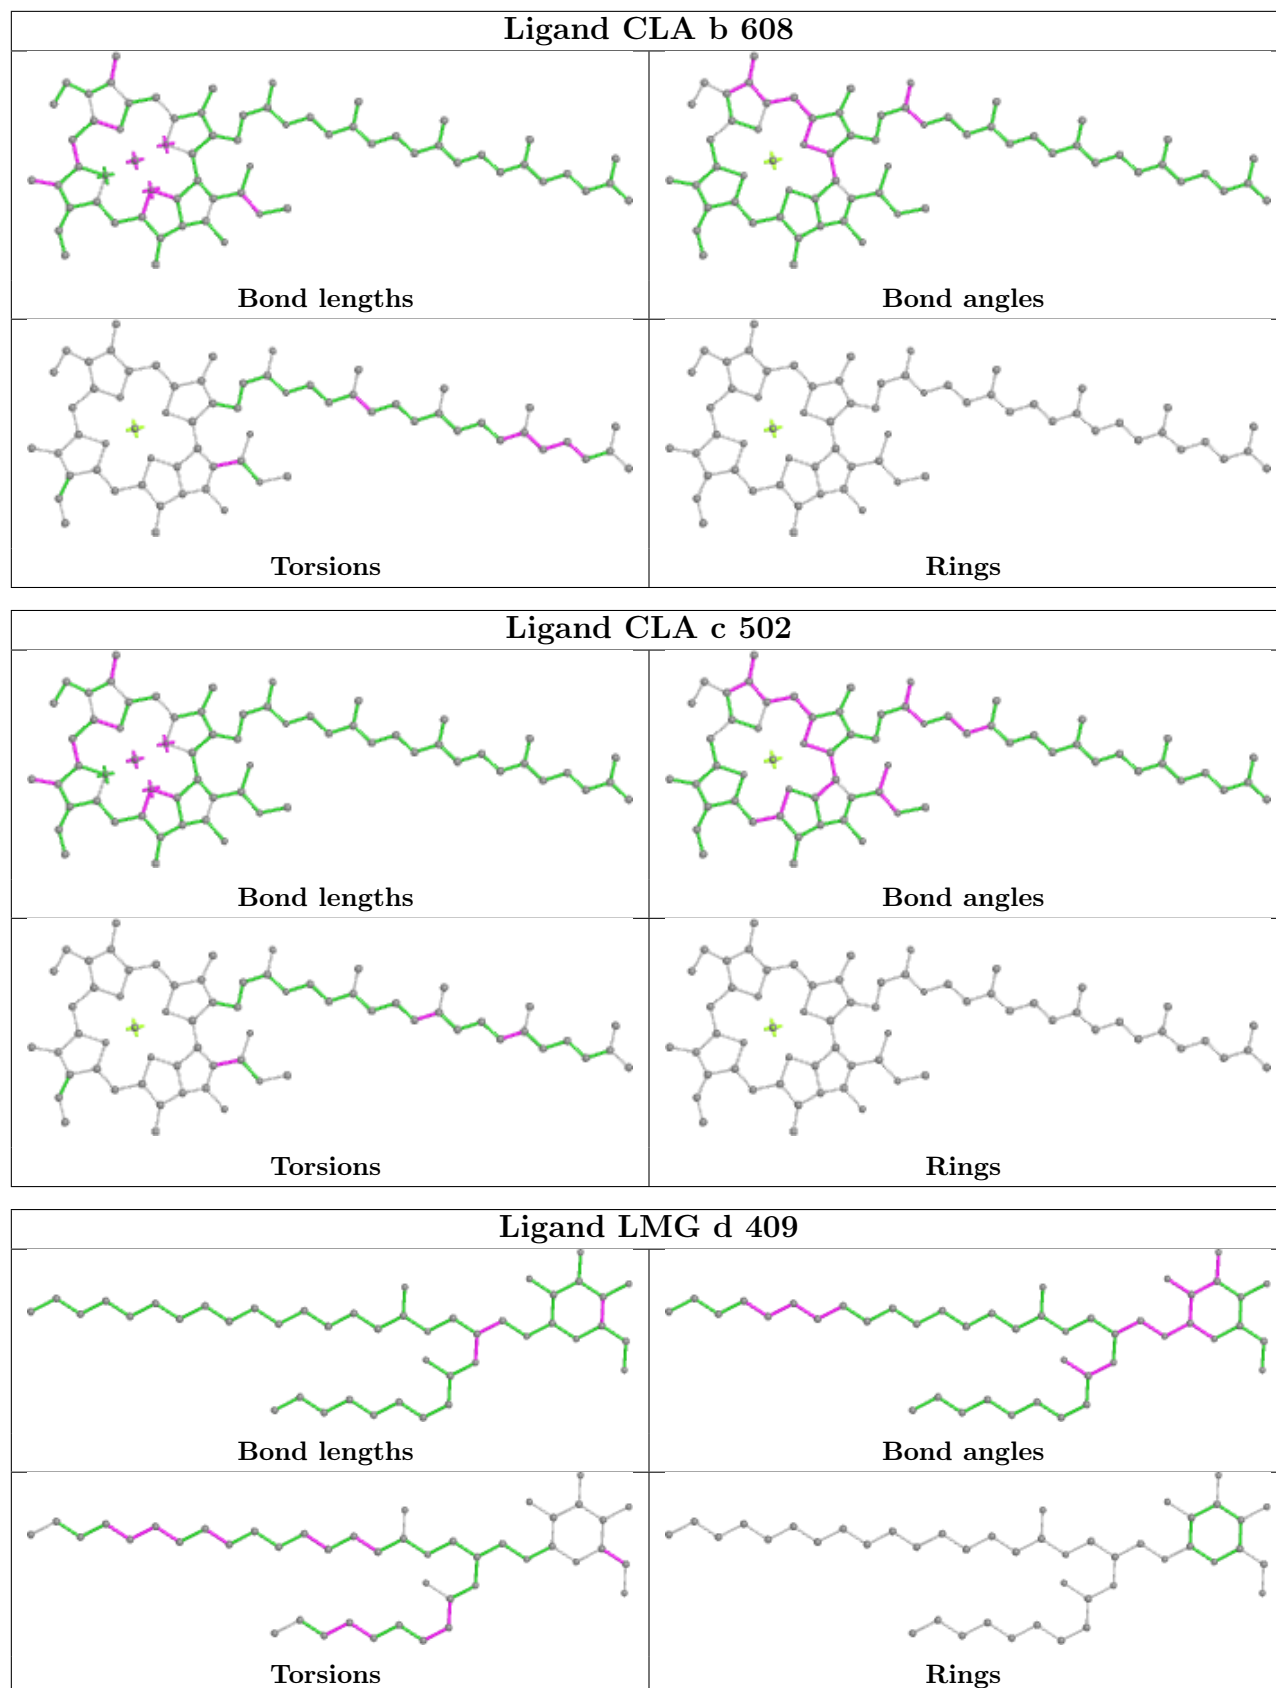 Ligand CLA b 608
Bond lengths
Bond angles
Torsions
Rings
Ligand CLA c 502
Bond lengths
Bond angles
Torsions
Rings
Ligand LMG d 409
Bond lengths
Bond angles
Torsions
Rings